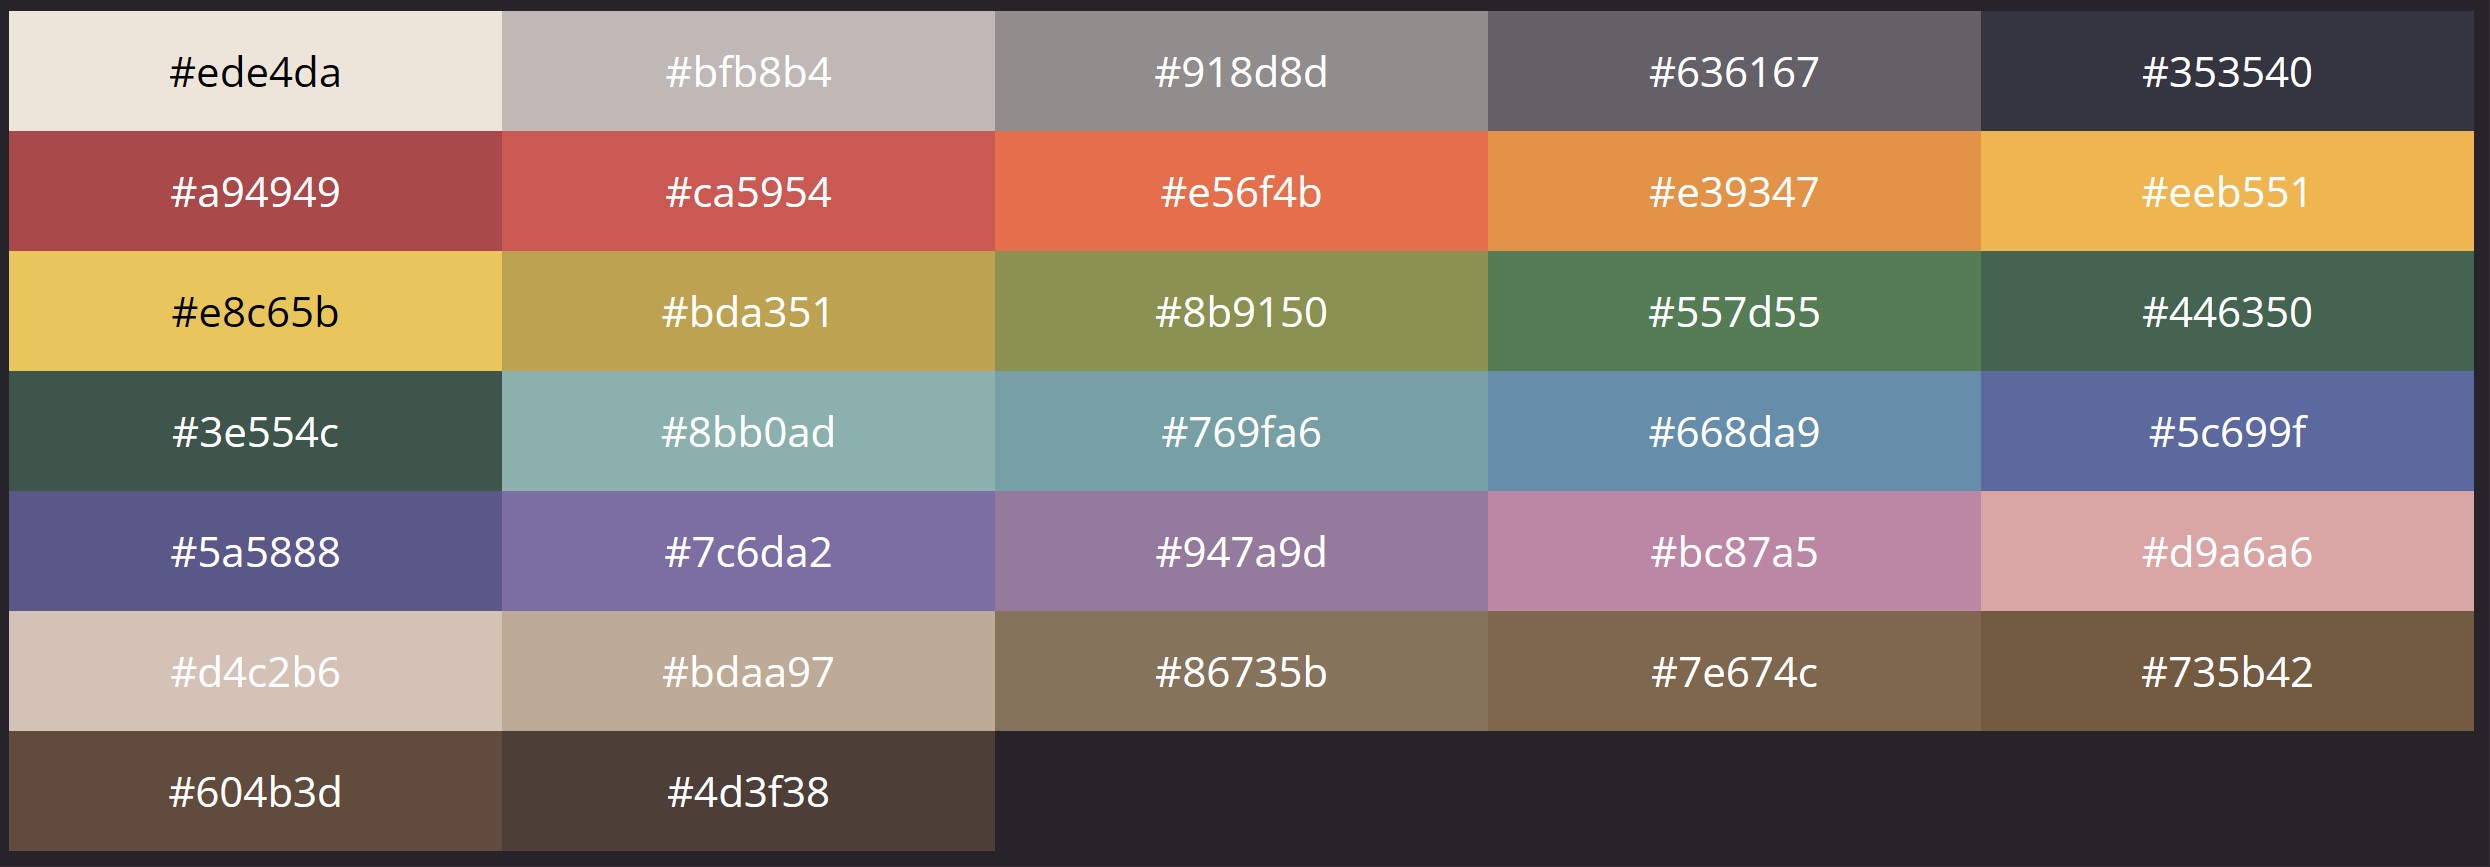 #ede4da #bfb8b4 #918d8d #636167 #353540
#a94949 #ca5954 #e56f4b #e39347 #eeb551
#e8c65b #bda351 #8b9150 #557d55 #446350
#3e554c #8bb0ad #769fa6 #668da9 #5c699f
#5a5888 #7c6da2 #947a9d #bc87a5 #d9a6a6
#d4c2b6 #bdaa97 #86735b #7e674c #735b42
#604b3d #4d3f38